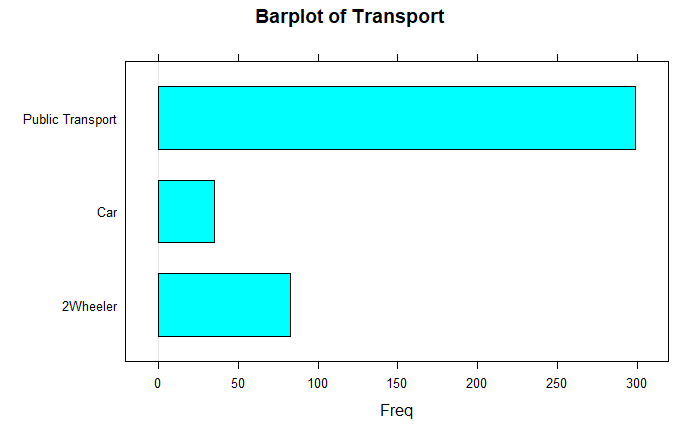 Barplot of Transport
Public Transport
Car
2Wheeler
0 50 100 150 200 250 300
Freq